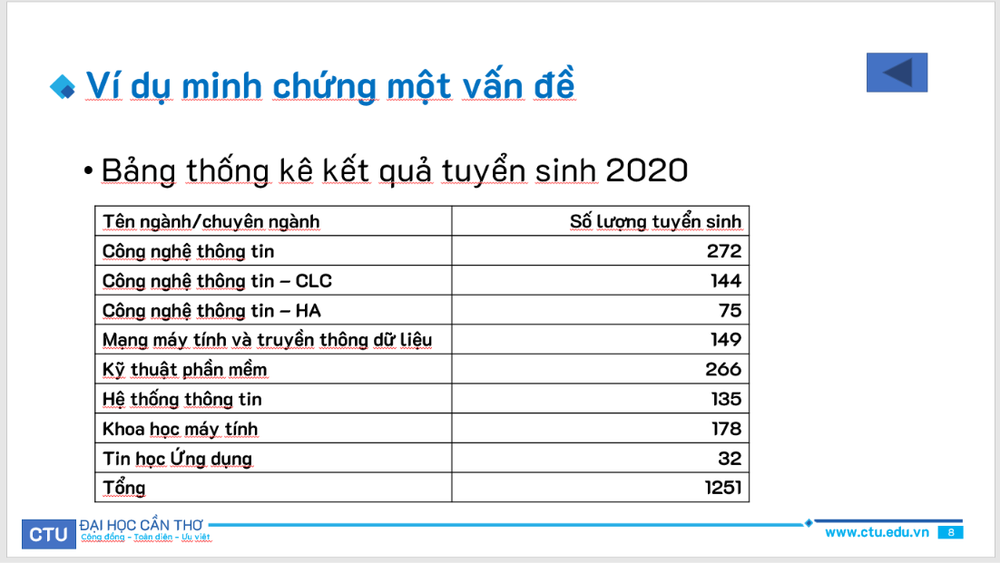 Ví dụ minh chứng một vấn đề
• Bảng thống kê kết quả tuyển sinh 2020
Tên ngành/chuyên ngành Số lượng tuyển sinh
Công nghệ thông tin 272
Công nghệ thông tin – CLC 144
Công nghệ thông tin – HA 75
Mạng máy tính và truyền thông dữ liệu 149
Kỹ thuật phần mềm 266
Hệ thống thông tin 135
Khoa học máy tính 178
Tin học Ứng dụng 32
Tổng 1251
CTU ĐẠI HỌC CẦN THƠ
Cộng đồng – Toàn diện – Ưu việt
www.ctu.edu.vn 8